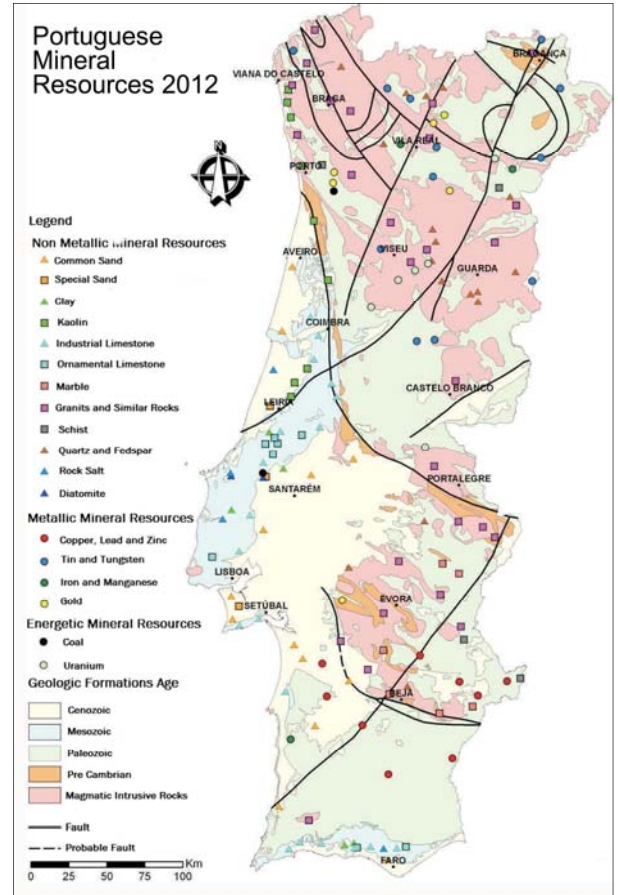 Portuguese
Mineral
Resources 2012
BRAGANÇA
VIANA DO CASTELO
BRAGA
VILA REAL
N
PORTO
Legend
Non Metallic Mineral Resources
Common Sand
Special Sand
Clay
Kaolin
Industrial Limestone
Ornamental Limestone
Marble
Granits and Similar Rocks
Schist
Quartz and Fedspar
Rock Salt
Diatomite
Metallic Mineral Resources
Copper, Lead and Zinc
Tin and Tungsten
Iron and Manganese
Gold
Energetic Mineral Resources
Coal
Uranium
Geologic Formations Age
Cenozoic
Mesozoic
Paleozoic
Pre Cambrian
Magmatic Intrusive Rocks
Fault
Probable Fault
Km
0 25 50 75 100
AVEIRO
VISEU
GUARDA
COIMBRA
CASTELO BRANCO
LEIRIA
SANTARÉM
PORTALEGRE
LISBOA
SETÚBAL
ÉVORA
BEJA
FARO